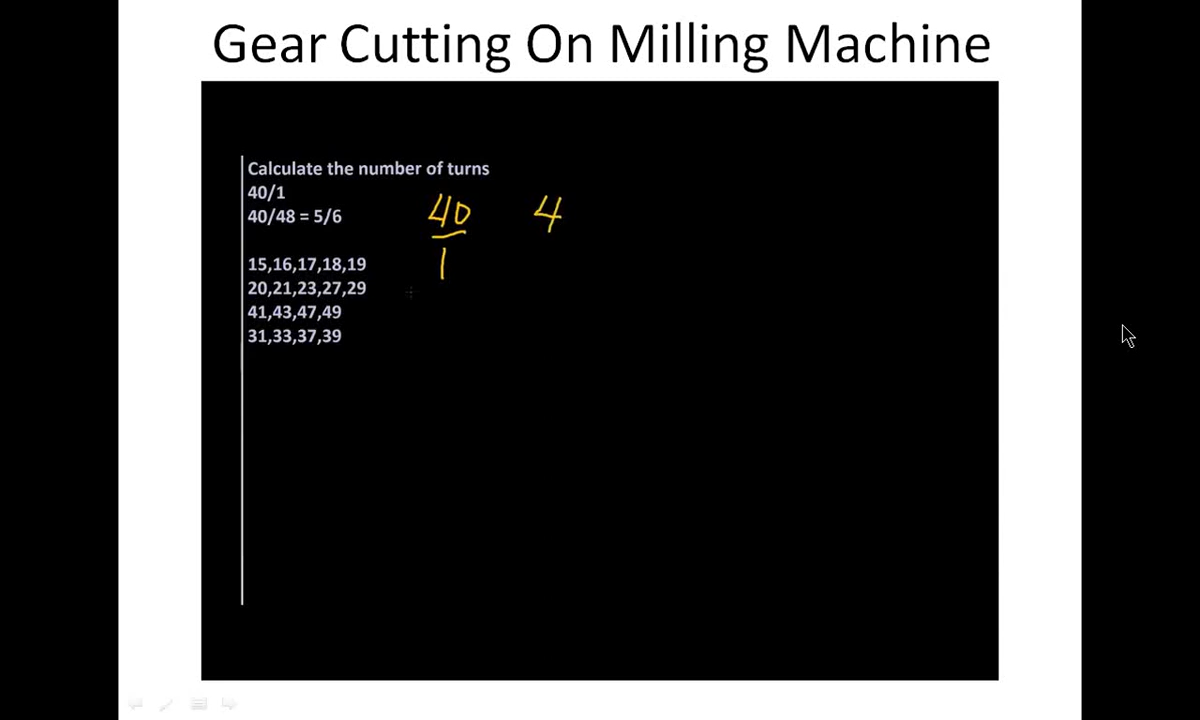 Gear Cutting On Milling Machine
Calculate the number of turns
40/1
40/48 = 5/6
15,16,17,18,19
20,21,23,27,29
41,43,47,49
31,33,37,39
40 4
1